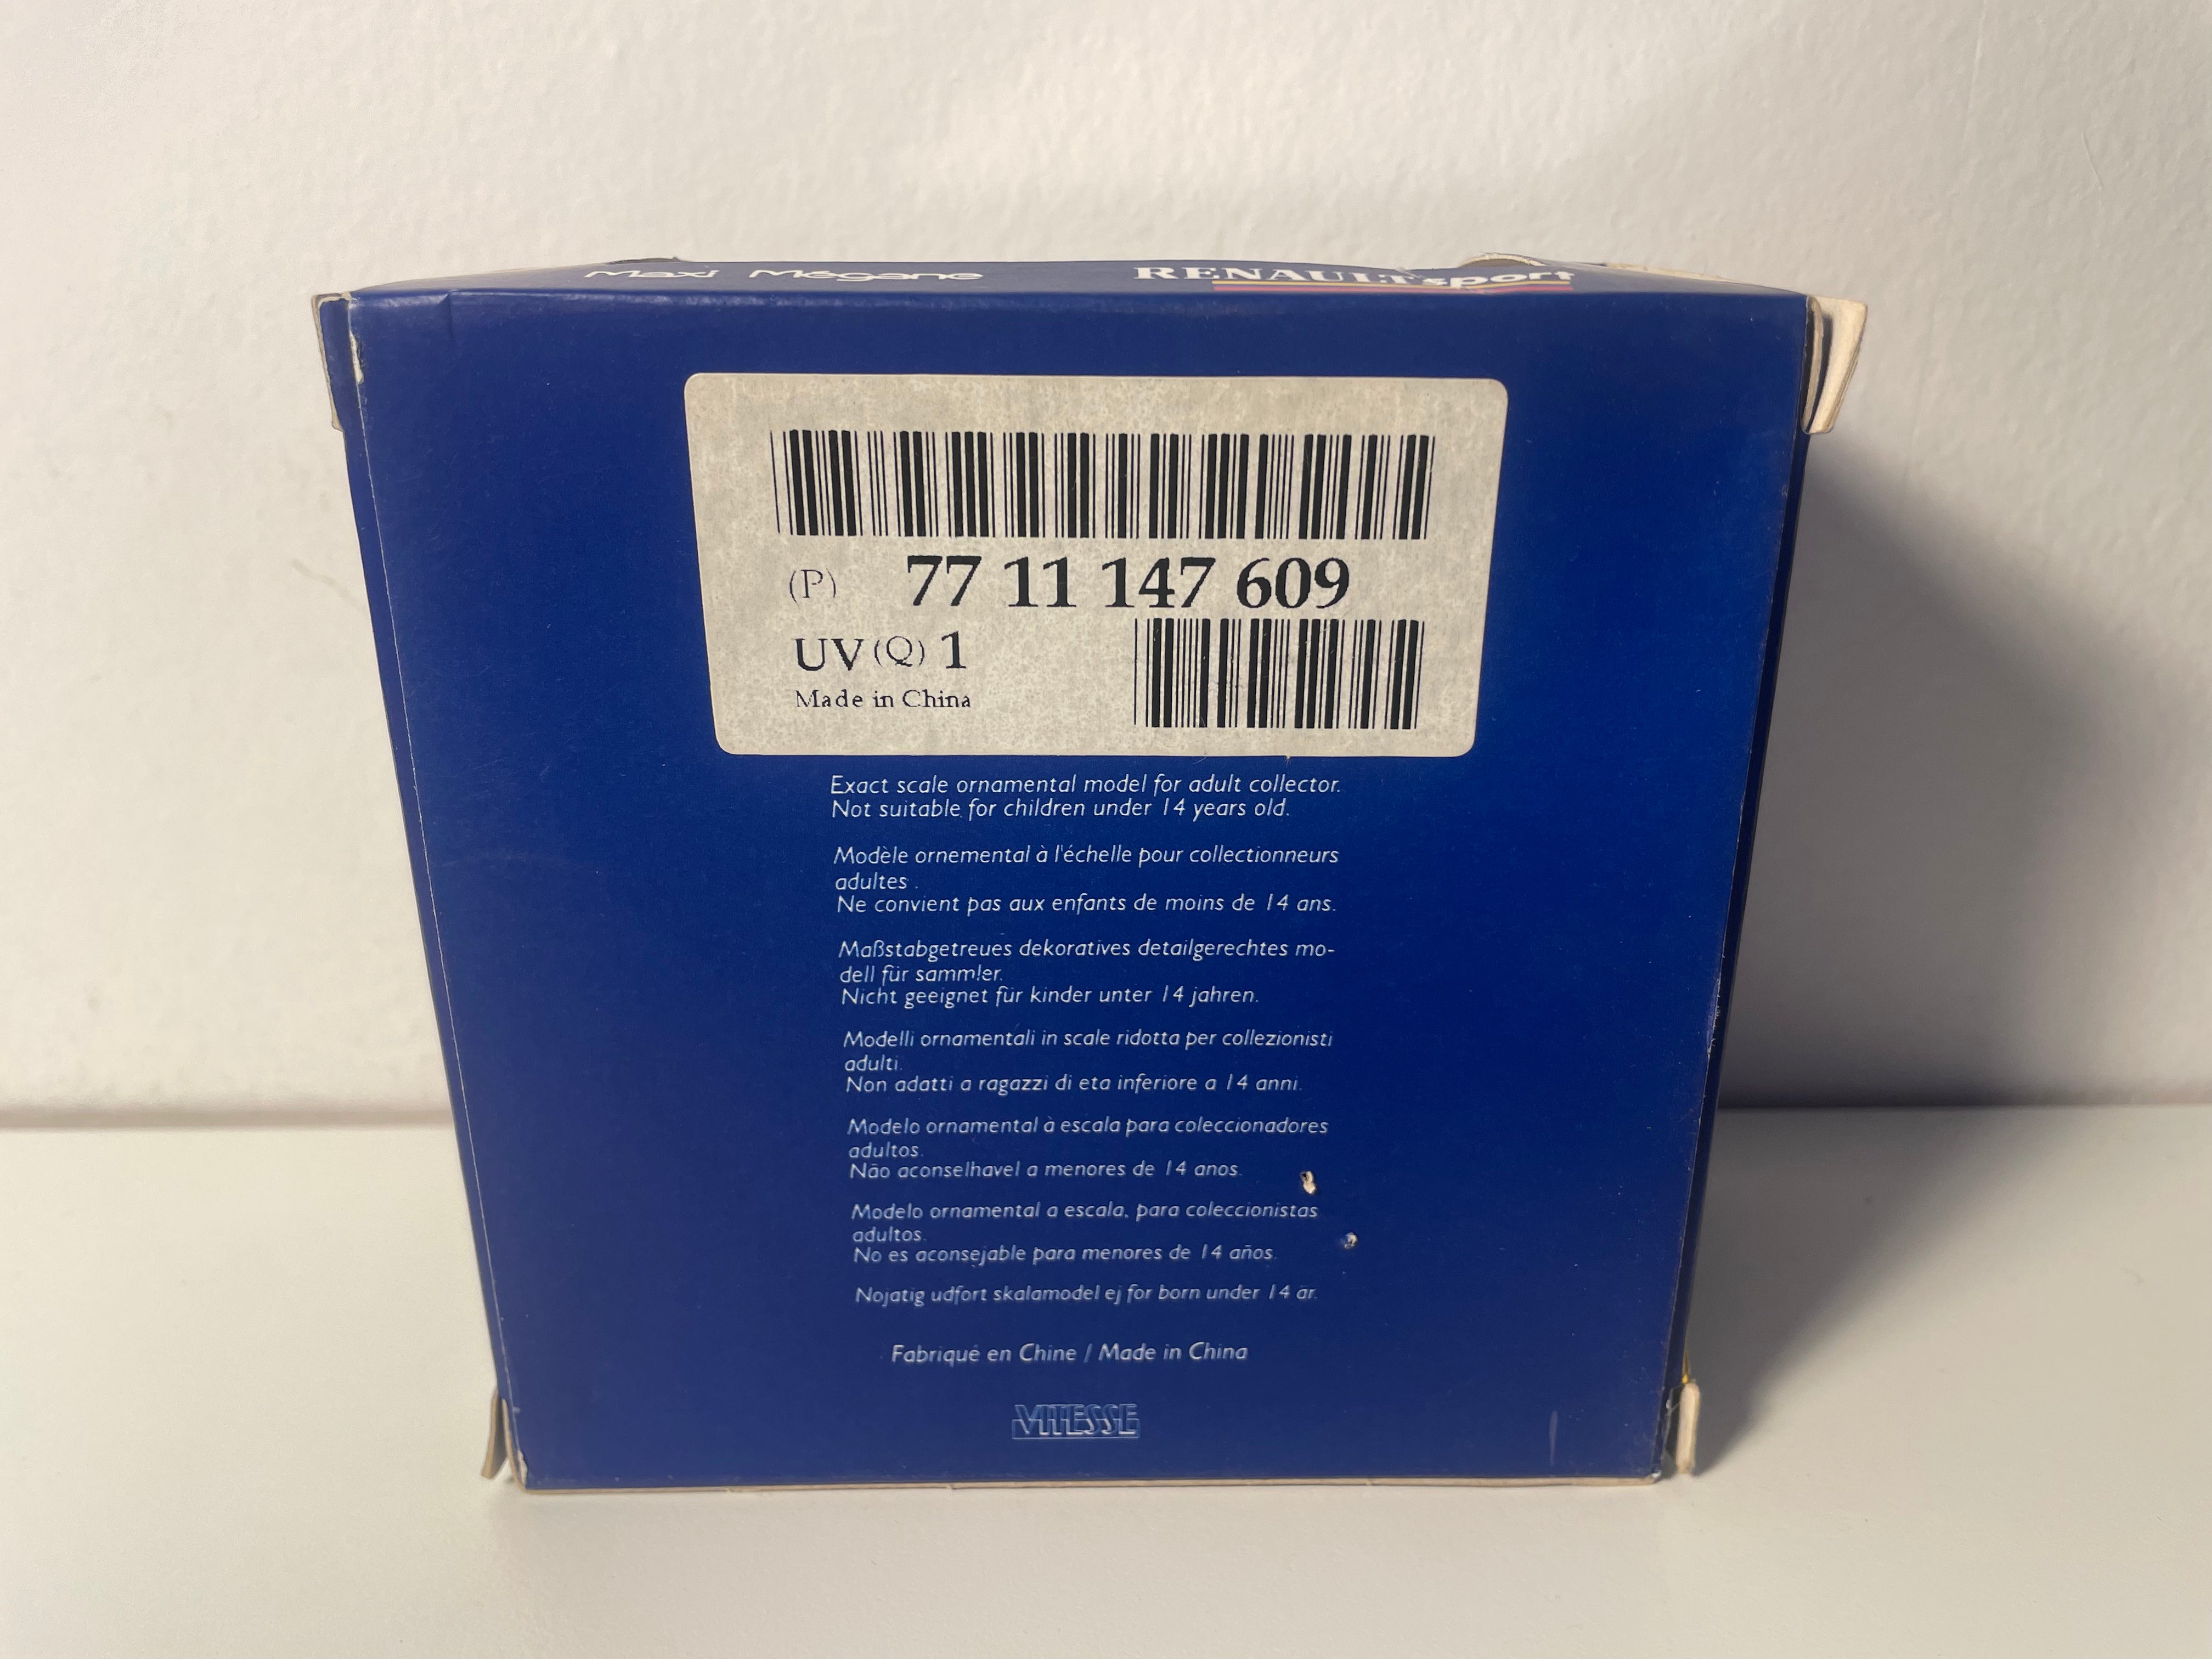 Maxi Mégane
RENAULT sport
(P) 77 11 147 609
UV (Q) 1
Made in China
Exact scale ornamental model for adult collector.
Not suitable for children under 14 years old.
Modèle ornemental à l'échelle pour collectionneurs
adultes .
Ne convient pas aux enfants de moins de 14 ans.
Maßstabgetreues dekoratives detailgerechtes mo-
dell für sammler.
Nicht geeignet für kinder unter 14 jahren.
Modelli ornamentali in scale ridotta per collezionisti
adulti.
Non adatti a ragazzi di eta inferiore a 14 anni.
Modelo ornamental à escala para coleccionadores
adultos.
Não aconselhavel a menores de 14 anos.
Modelo ornamental a escala, para coleccionistas
adultos.
No es aconsejable para menores de 14 años.
Nojatig udfort skalamodel ej for born under 14 ar.
Fabriqué en Chine / Made in China
VITESSE